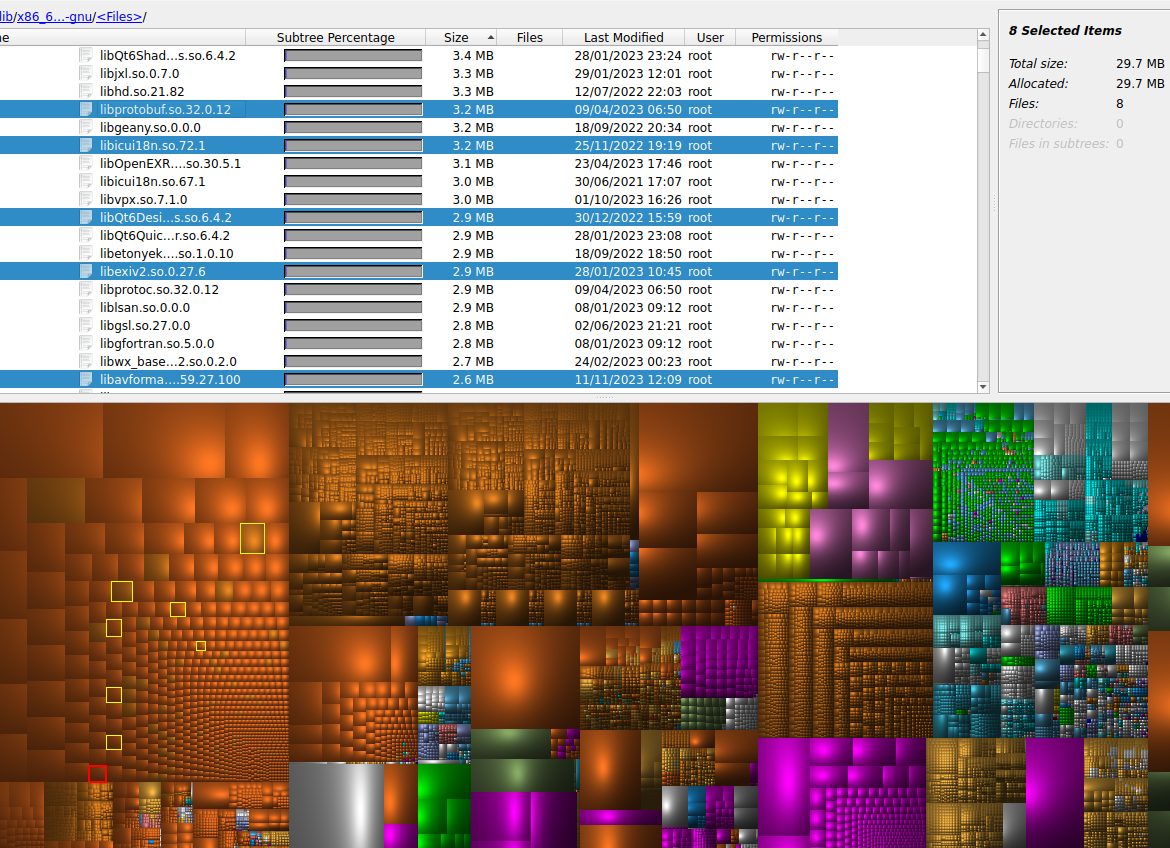 lib/x86_6...-gnu/<Files>/
e Subtree Percentage Size Files Last Modified User Permissions
libQt6Shad...s.so.6.4.2 3.4 MB 28/01/2023 23:24 root rw-r--r--
libjxl.so.0.7.0 3.3 MB 29/01/2023 12:01 root rw-r--r--
libhd.so.21.82 3.3 MB 12/07/2022 22:03 root rw-r--r--
libprotobuf.so.32.0.12 3.2 MB 09/04/2023 06:50 root rw-r--r--
libgeany.so.0.0.0 3.2 MB 18/09/2022 20:34 root rw-r--r--
libicui18n.so.72.1 3.2 MB 25/11/2022 19:19 root rw-r--r--
libOpenEXR....so.30.5.1 3.1 MB 23/04/2023 17:46 root rw-r--r--
libicui18n.so.67.1 3.0 MB 30/06/2021 17:07 root rw-r--r--
libvpx.so.7.1.0 3.0 MB 01/10/2023 16:26 root rw-r--r--
libQt6Desi...s.so.6.4.2 2.9 MB 30/12/2022 15:59 root rw-r--r--
libQt6Quic...r.so.6.4.2 2.9 MB 28/01/2023 23:08 root rw-r--r--
libetonyek....so.1.0.10 2.9 MB 18/09/2022 18:50 root rw-r--r--
libexiv2.so.0.27.6 2.9 MB 28/01/2023 10:45 root rw-r--r--
libprotoc.so.32.0.12 2.9 MB 09/04/2023 06:50 root rw-r--r--
liblsan.so.0.0.0 2.9 MB 08/01/2023 09:12 root rw-r--r--
libgsl.so.27.0.0 2.8 MB 02/06/2023 21:21 root rw-r--r--
libgfortran.so.5.0.0 2.8 MB 08/01/2023 09:12 root rw-r--r--
libwx_base...2.so.0.2.0 2.7 MB 24/02/2023 00:23 root rw-r--r--
libavforma....59.27.100 2.6 MB 11/11/2023 12:09 root rw-r--r--
8 Selected Items
Total size: 29.7 MB
Allocated: 29.7 MB
Files: 8
Directories: 0
Files in subtrees: 0